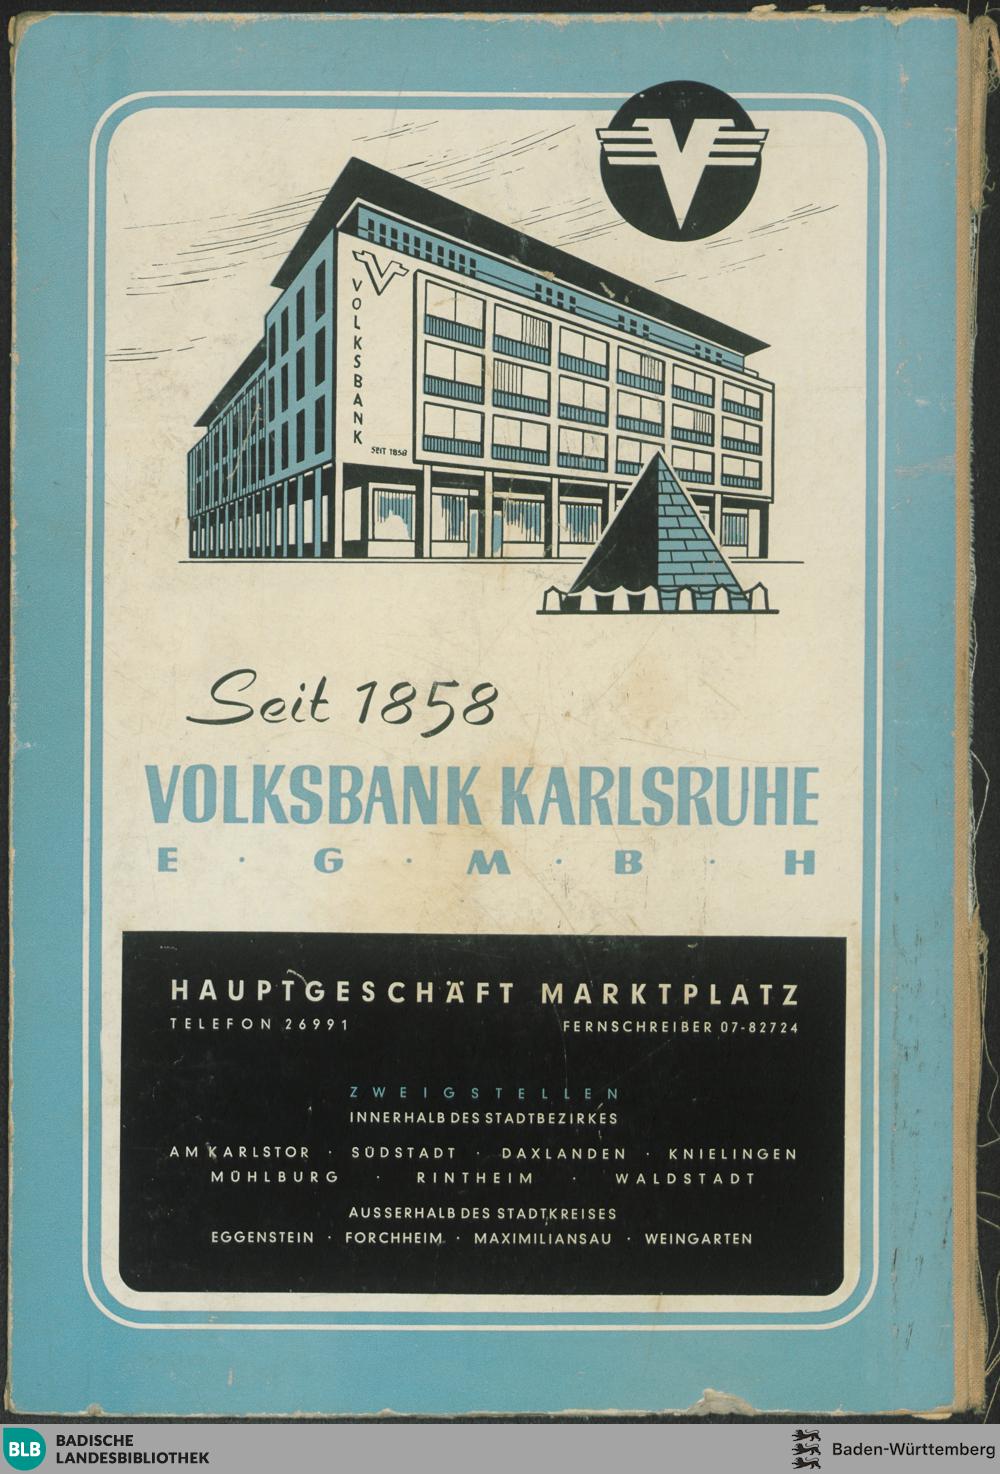 V
V
VOLKSBANK
SEIT 1858
Seit 1858
VOLKSBANK KARLSRUHE
E · G · M · B · H
HAUPTGESCHÄFT MARKTPLATZ
TELEFON 26991 FERNSCHREIBER 07-82724
ZWEIGSTELLEN
INNERHALB DES STADTBEZIRKES
AM KARLSTOR · SÜDSTADT · DAXLANDEN · KNIELINGEN
MÜHLBURG · RINTHEIM · WALDSTADT
AUSSERHALB DES STADTKREISES
EGGENSTEIN · FORCHHEIM · MAXIMILIANSAU · WEINGARTEN
BLB BADISCHE
LANDESBIBLIOTHEK
Baden-Württemberg